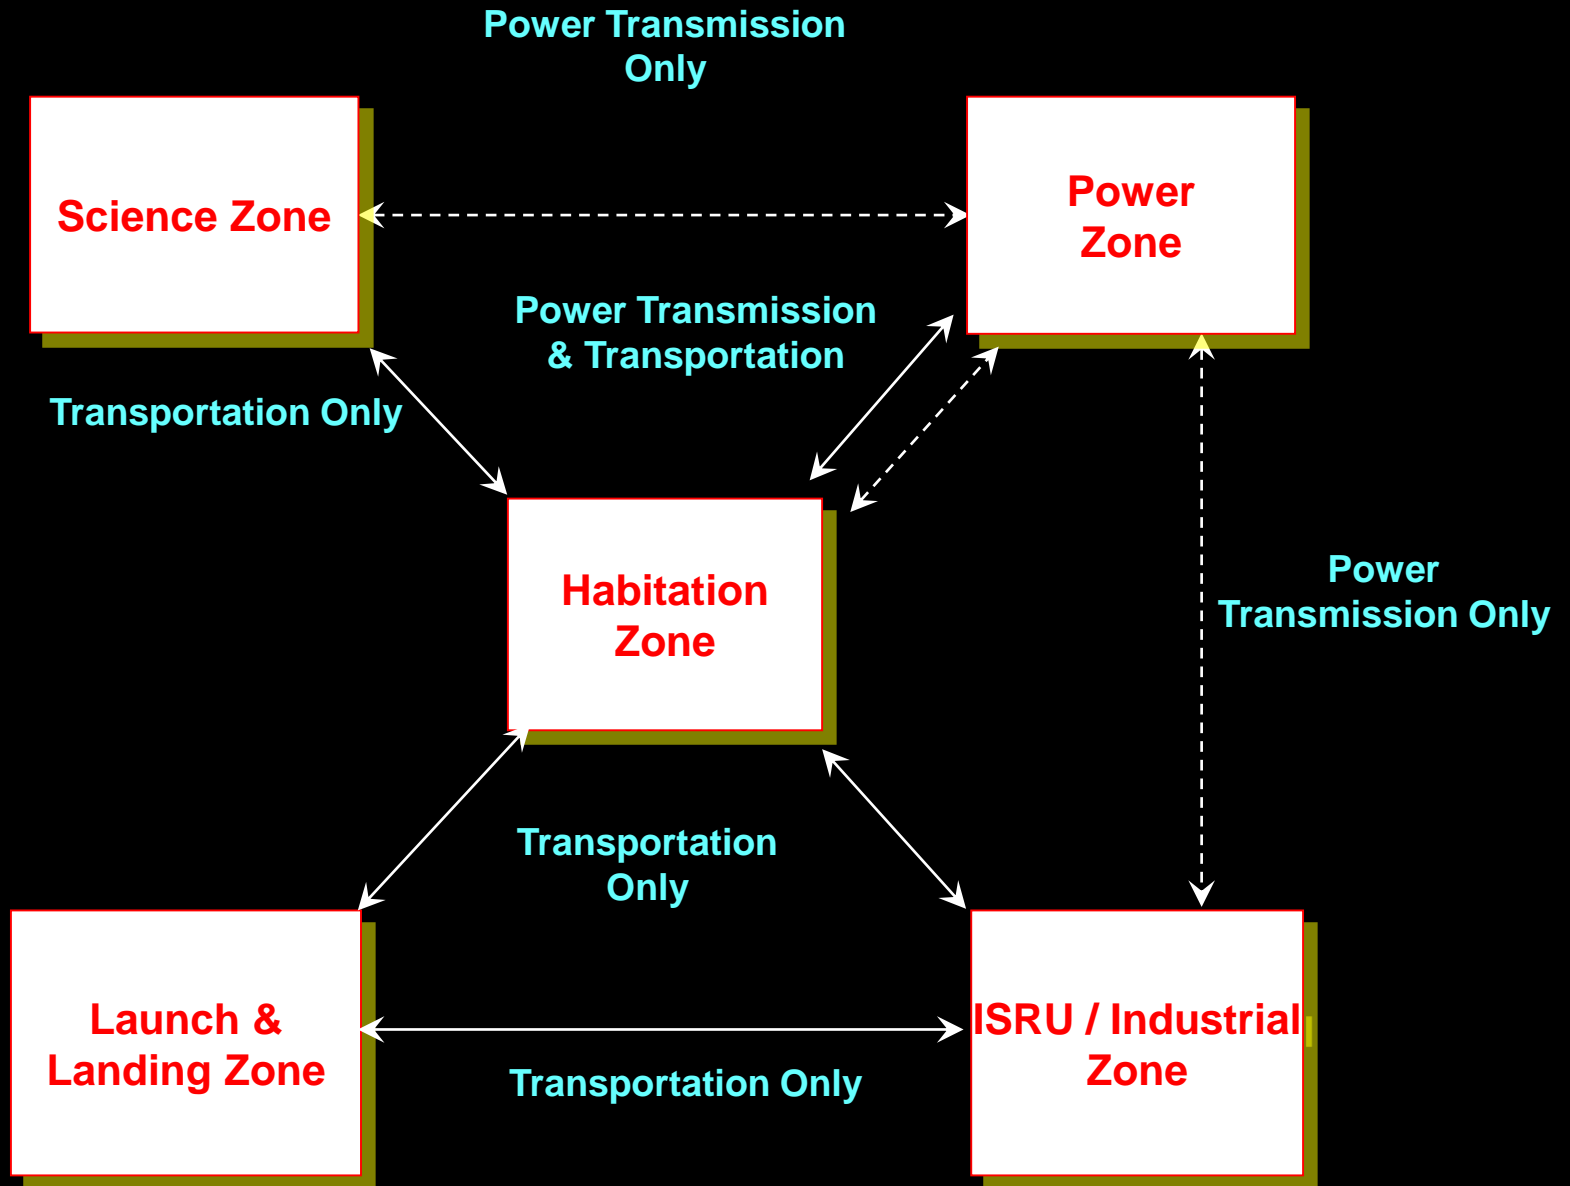 Power Transmission
Only
Science Zone
Power
Zone
Power Transmission
& Transportation
Transportation Only
Habitation
Zone
Power
Transmission Only
Transportation
Only
Launch &
Landing Zone
ISRU / Industrial
Zone
Transportation Only